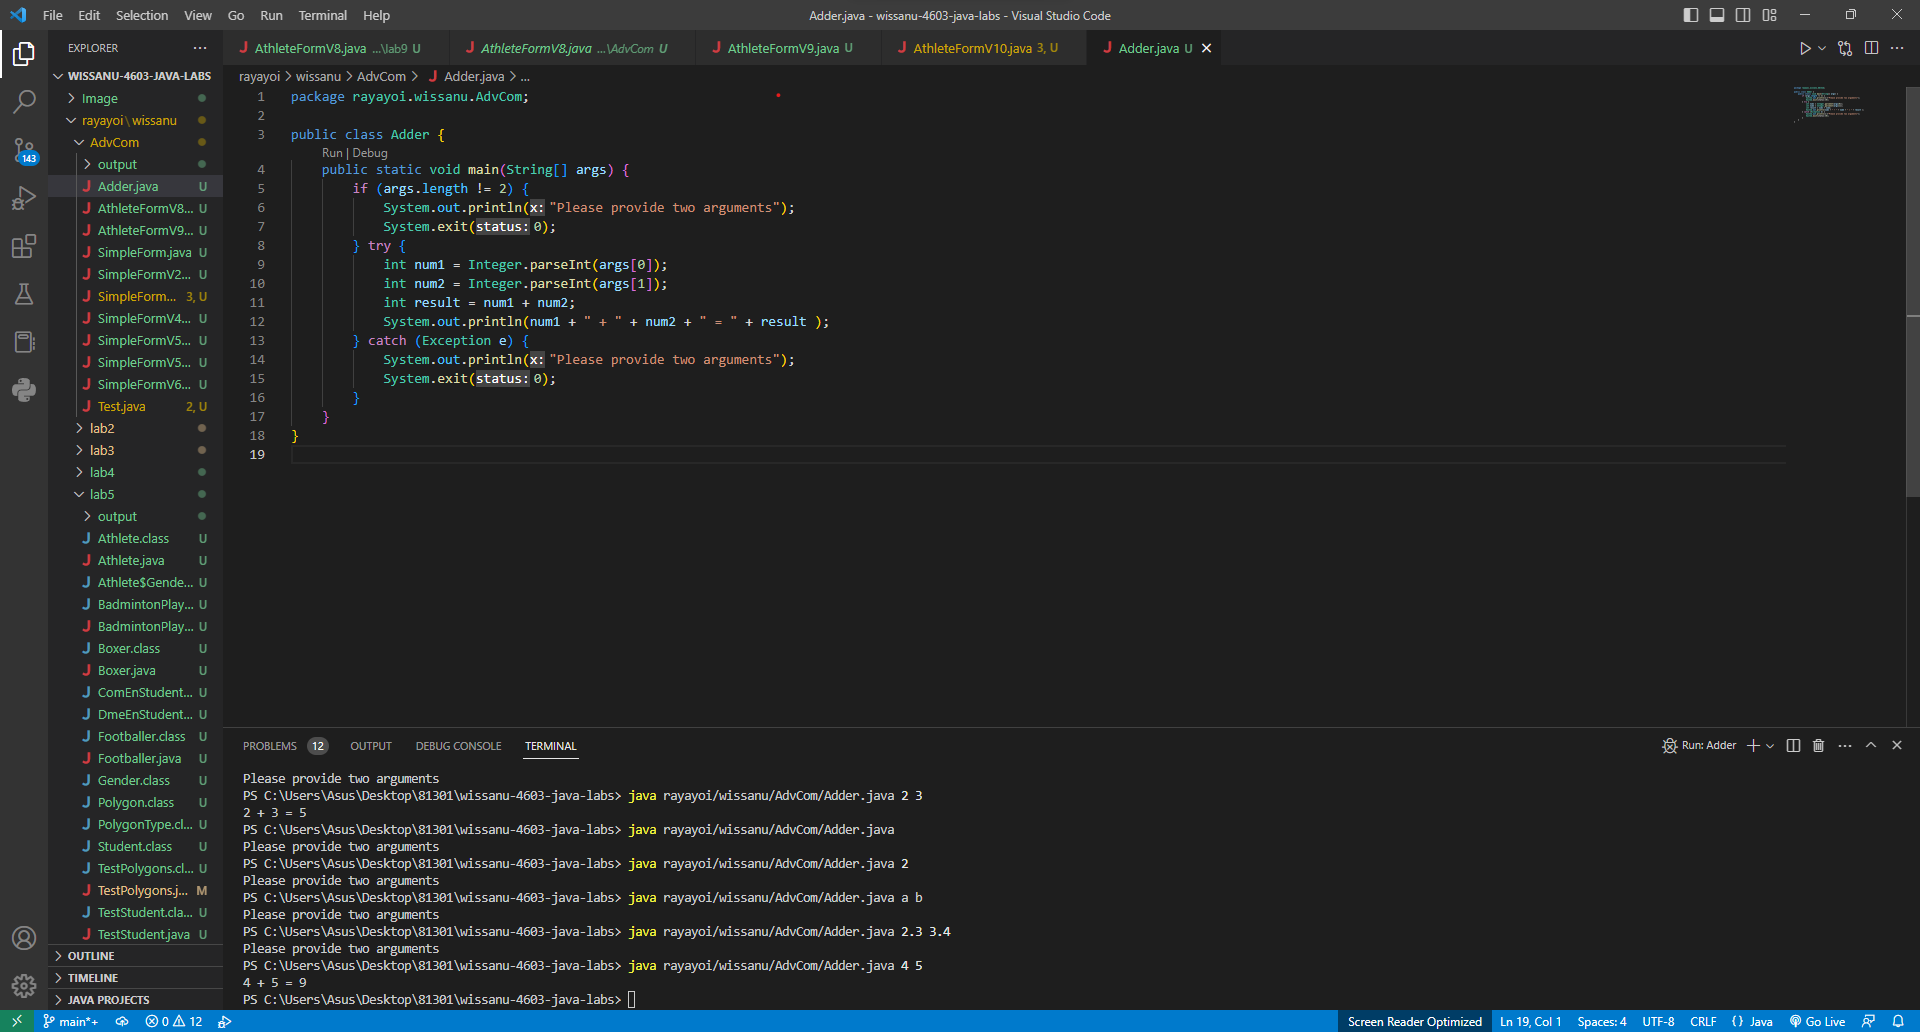 File Edit Selection View Go Run Terminal Help
Adder.java - wissanu-4603-java-labs - Visual Studio Code
EXPLORER
WISSANU-4603-JAVA-LABS
Image
rayayoi\wissanu
AdvCom
output
Adder.java U
AthleteFormV8... U
AthleteFormV9... U
SimpleForm.java U
SimpleFormV2... U
SimpleForm... 3, U
SimpleFormV4... U
SimpleFormV5... U
SimpleFormV5... U
SimpleFormV6... U
Test.java 2, U
lab2
lab3
lab4
lab5
output
Athlete.class U
Athlete.java U
Athlete$Gende... U
BadmintonPlay... U
BadmintonPlay... U
Boxer.class U
Boxer.java U
ComEnStudent... U
DmeEnStudent... U
Footballer.class U
Footballer.java U
Gender.class U
Polygon.class U
PolygonType.cl... U
Student.class U
TestPolygons.cl... U
TestPolygons.j... M
TestStudent.cla... U
TestStudent.java U
OUTLINE
TIMELINE
JAVA PROJECTS
143
AthleteFormV8.java ...\lab9 U
AthleteFormV8.java ...\AdvCom U
AthleteFormV9.java U
AthleteFormV10.java 3, U
Adder.java U
rayayoi > wissanu > AdvCom > Adder.java > ...
1 package rayayoi.wissanu.AdvCom;
2
3 public class Adder {
Run | Debug
4 public static void main(String[] args) {
5 if (args.length != 2) {
6 System.out.println(x: "Please provide two arguments");
7 System.exit(status: 0);
8 } try {
9 int num1 = Integer.parseInt(args[0]);
10 int num2 = Integer.parseInt(args[1]);
11 int result = num1 + num2;
12 System.out.println(num1 + " + " + num2 + " = " + result );
13 } catch (Exception e) {
14 System.out.println(x: "Please provide two arguments");
15 System.exit(status: 0);
16 }
17 }
18 }
19
PROBLEMS 12 OUTPUT DEBUG CONSOLE TERMINAL
Run: Adder
Please provide two arguments
PS C:\Users\Asus\Desktop\81301\wissanu-4603-java-labs> java rayayoi/wissanu/AdvCom/Adder.java 2 3
2 + 3 = 5
PS C:\Users\Asus\Desktop\81301\wissanu-4603-java-labs> java rayayoi/wissanu/AdvCom/Adder.java
Please provide two arguments
PS C:\Users\Asus\Desktop\81301\wissanu-4603-java-labs> java rayayoi/wissanu/AdvCom/Adder.java 2
Please provide two arguments
PS C:\Users\Asus\Desktop\81301\wissanu-4603-java-labs> java rayayoi/wissanu/AdvCom/Adder.java a b
Please provide two arguments
PS C:\Users\Asus\Desktop\81301\wissanu-4603-java-labs> java rayayoi/wissanu/AdvCom/Adder.java 2.3 3.4
Please provide two arguments
PS C:\Users\Asus\Desktop\81301\wissanu-4603-java-labs> java rayayoi/wissanu/AdvCom/Adder.java 4 5
4 + 5 = 9
PS C:\Users\Asus\Desktop\81301\wissanu-4603-java-labs>
main*+ 0 12
Screen Reader Optimized Ln 19, Col 1 Spaces: 4 UTF-8 CRLF { } Java Go Live